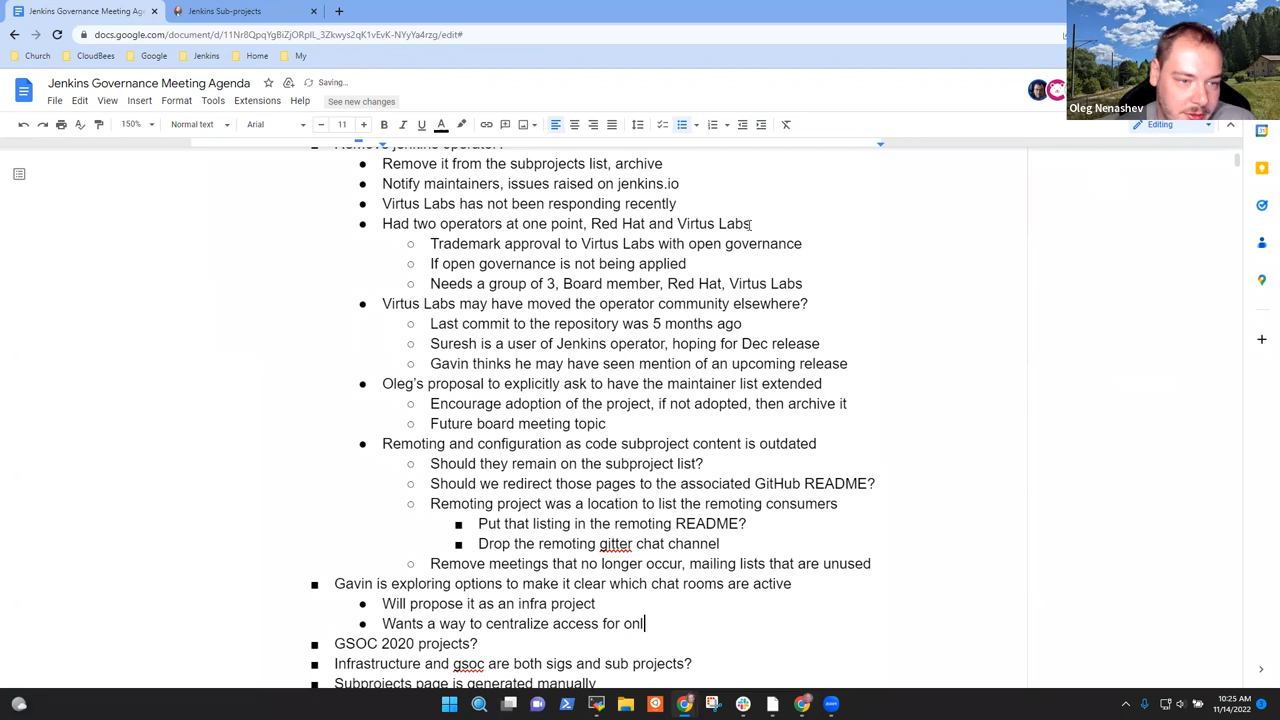 Jenkins Governance Meeting Age
Jenkins Sub-projects
docs.google.com/document/d/11Nr8QpqYgBiZjORpIL_3Zkwys2qK1vEvK-NYyYa4rzg/edit#
Church
CloudBees
Google
Jenkins
Home
My
Oleg Nenashev
Jenkins Governance Meeting Agenda
Saving...
File Edit View Insert Format Tools Extensions Help
See new changes
150%
Normal text
Arial
11
Editing
Remove jenkins operator?
Remove it from the subprojects list, archive
Notify maintainers, issues raised on jenkins.io
Virtus Labs has not been responding recently
Had two operators at one point, Red Hat and Virtus Labs
Trademark approval to Virtus Labs with open governance
If open governance is not being applied
Needs a group of 3, Board member, Red Hat, Virtus Labs
Virtus Labs may have moved the operator community elsewhere?
Last commit to the repository was 5 months ago
Suresh is a user of Jenkins operator, hoping for Dec release
Gavin thinks he may have seen mention of an upcoming release
Oleg's proposal to explicitly ask to have the maintainer list extended
Encourage adoption of the project, if not adopted, then archive it
Future board meeting topic
Remoting and configuration as code subproject content is outdated
Should they remain on the subproject list?
Should we redirect those pages to the associated GitHub README?
Remoting project was a location to list the remoting consumers
Put that listing in the remoting README?
Drop the remoting gitter chat channel
Remove meetings that no longer occur, mailing lists that are unused
Gavin is exploring options to make it clear which chat rooms are active
Will propose it as an infra project
Wants a way to centralize access for onl
GSOC 2020 projects?
Infrastructure and gsoc are both sigs and sub projects?
Subprojects page is generated manually
10:25 AM
11/14/2022